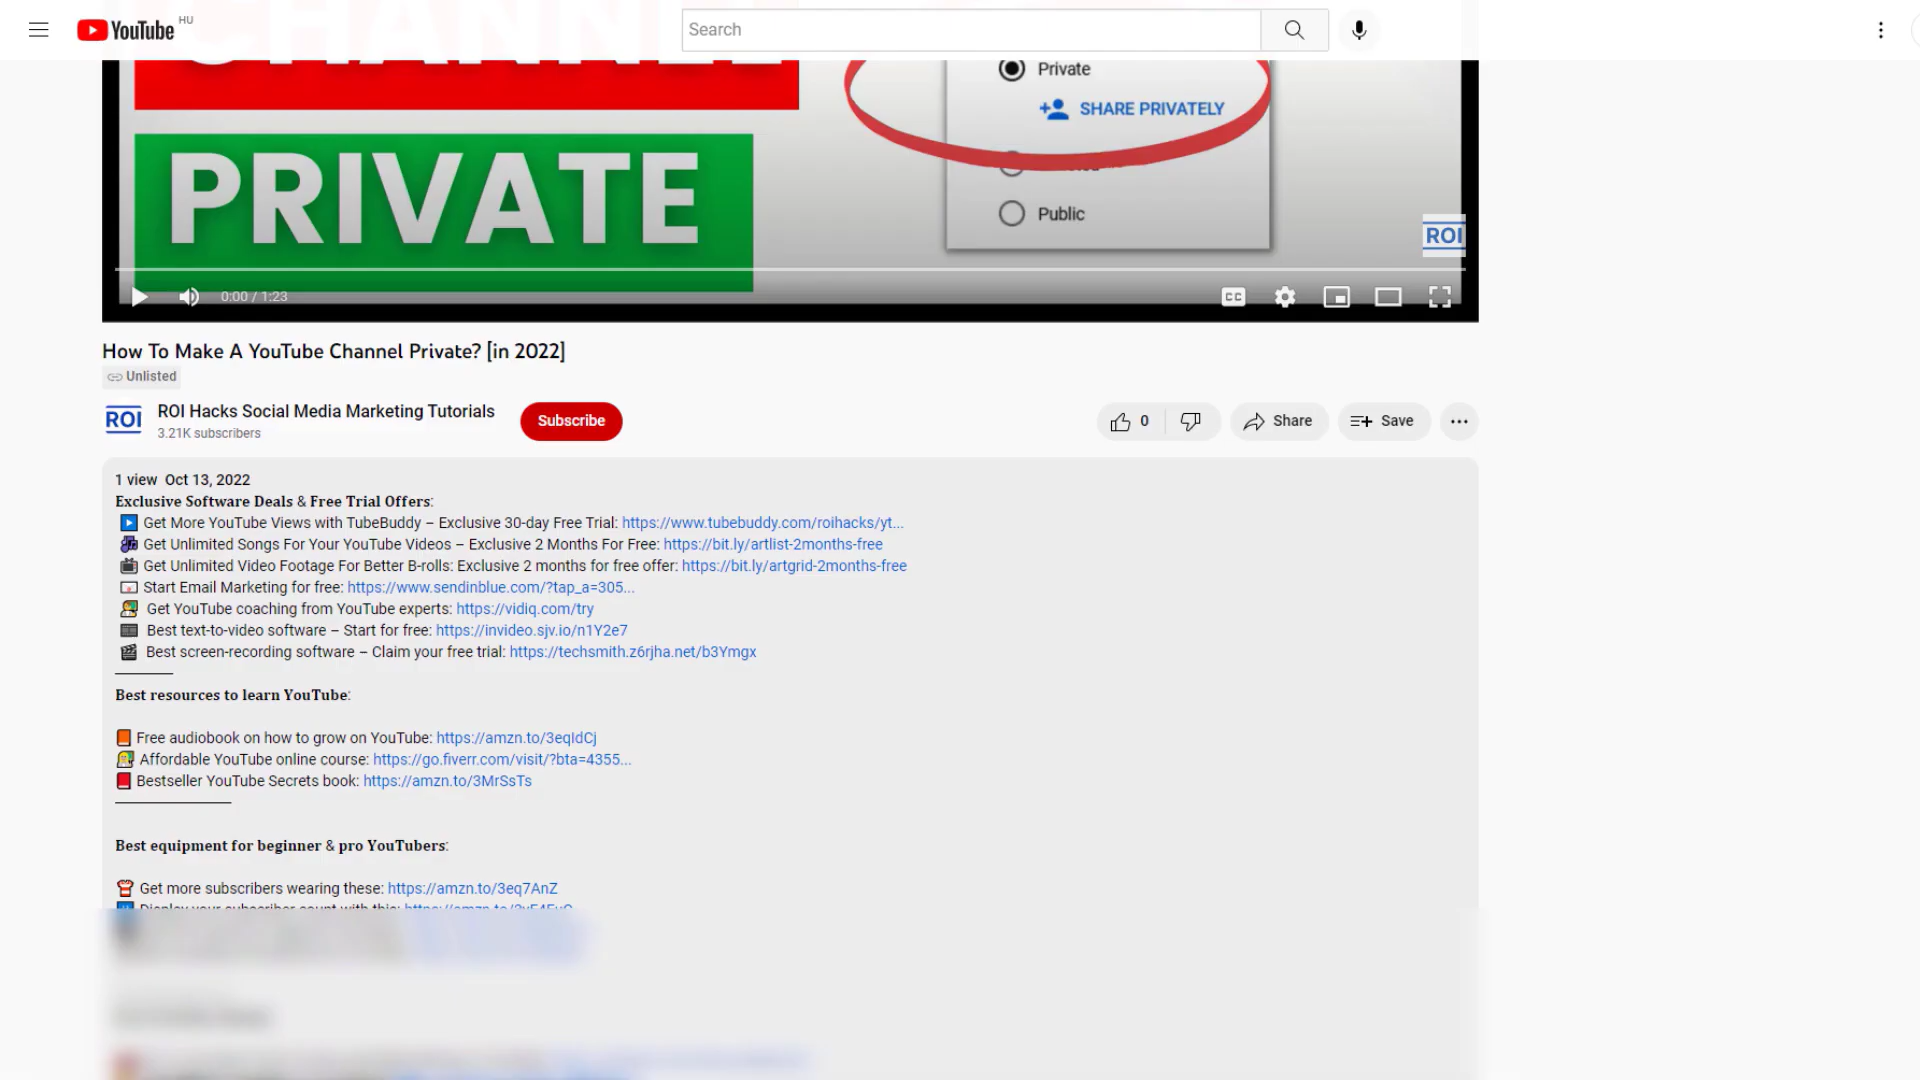 YouTube HU
Search
CHANNEL
PRIVATE
Private
SHARE PRIVATELY
Public
ROI
0:00 / 1:23
CC
How To Make A YouTube Channel Private? [in 2022]
Unlisted
ROI
ROI Hacks Social Media Marketing Tutorials
3.21K subscribers
Subscribe
0
Share
Save
1 view Oct 13, 2022
Exclusive Software Deals & Free Trial Offers:
Get More YouTube Views with TubeBuddy – Exclusive 30-day Free Trial: https://www.tubebuddy.com/roihacks/yt...
Get Unlimited Songs For Your YouTube Videos – Exclusive 2 Months For Free: https://bit.ly/artlist-2months-free
Get Unlimited Video Footage For Better B-rolls: Exclusive 2 months for free offer: https://bit.ly/artgrid-2months-free
Start Email Marketing for free: https://www.sendinblue.com/?tap_a=305...
Get YouTube coaching from YouTube experts: https://vidiq.com/try
Best text-to-video software – Start for free: https://invideo.sjv.io/n1Y2e7
Best screen-recording software – Claim your free trial: https://techsmith.z6rjha.net/b3Ymgx
Best resources to learn YouTube:
Free audiobook on how to grow on YouTube: https://amzn.to/3eqIdCj
Affordable YouTube online course: https://go.fiverr.com/visit/?bta=4355...
Bestseller YouTube Secrets book: https://amzn.to/3MrSsTs
Best equipment for beginner & pro YouTubers:
Get more subscribers wearing these: https://amzn.to/3eq7AnZ
Display your subscriber count with this: